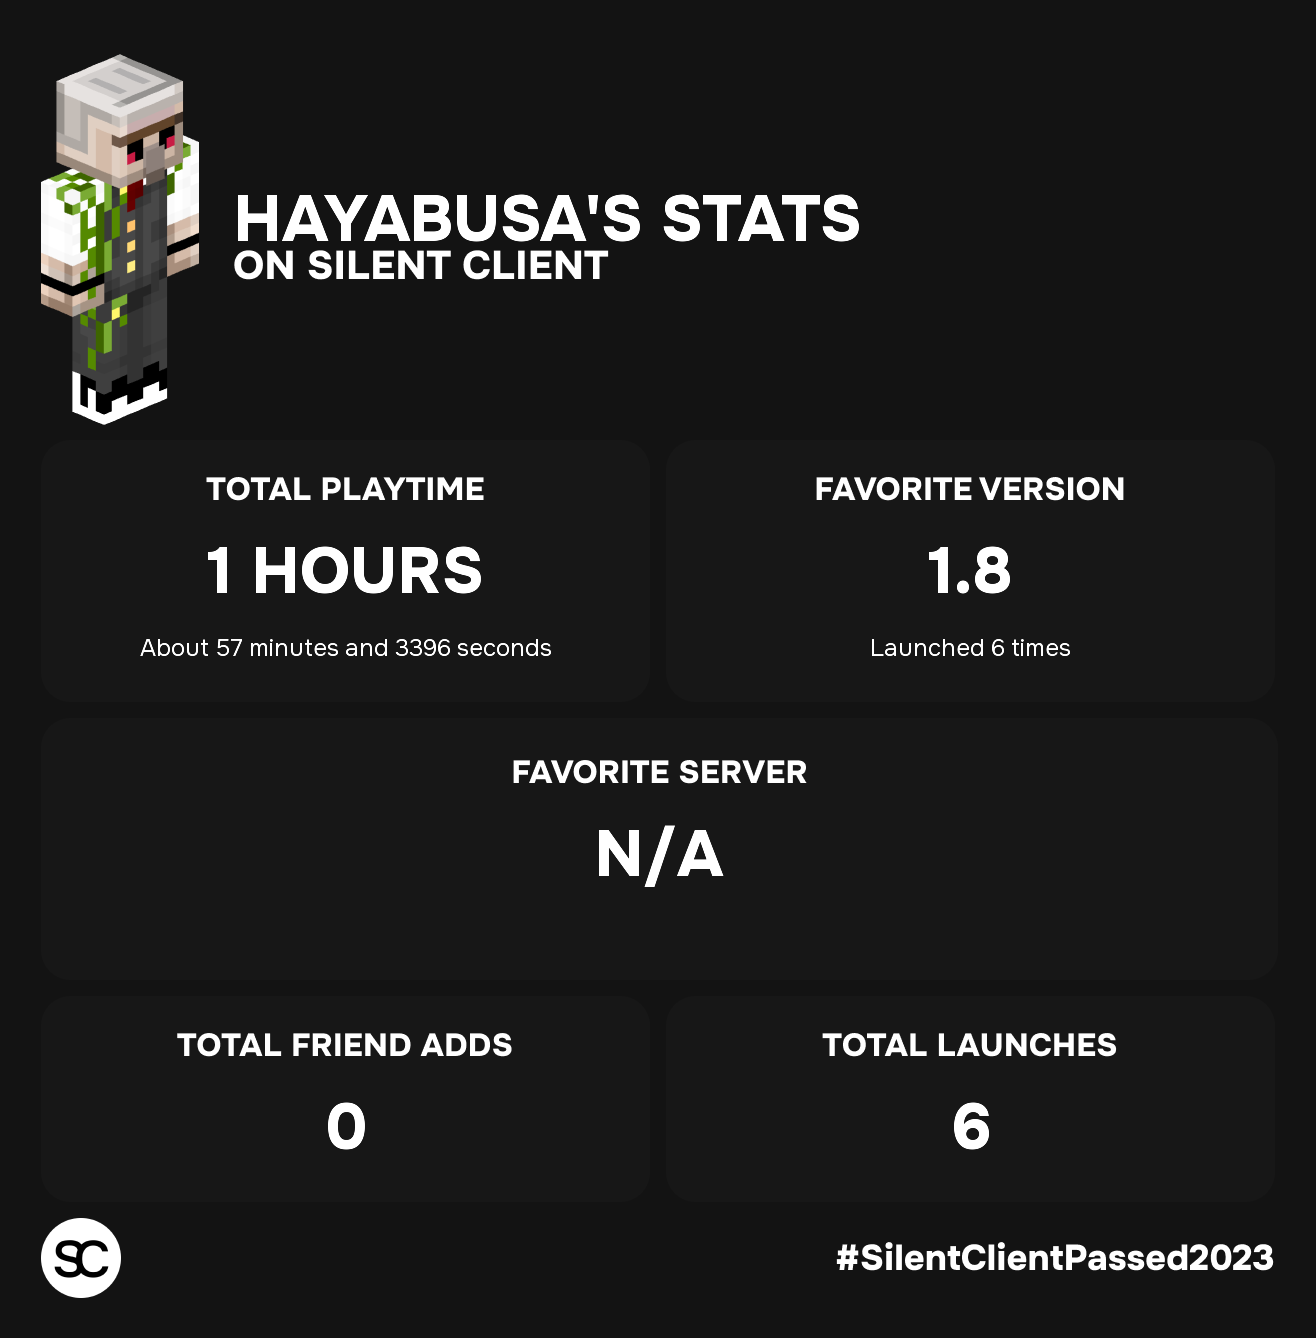 HAYABUSA'S STATS
ON SILENT CLIENT
TOTAL PLAYTIME
1 HOURS
About 57 minutes and 3396 seconds
FAVORITE VERSION
1.8
Launched 6 times
FAVORITE SERVER
N/A
TOTAL FRIEND ADDS
0
TOTAL LAUNCHES
6
SC
#SilentClientPassed2023